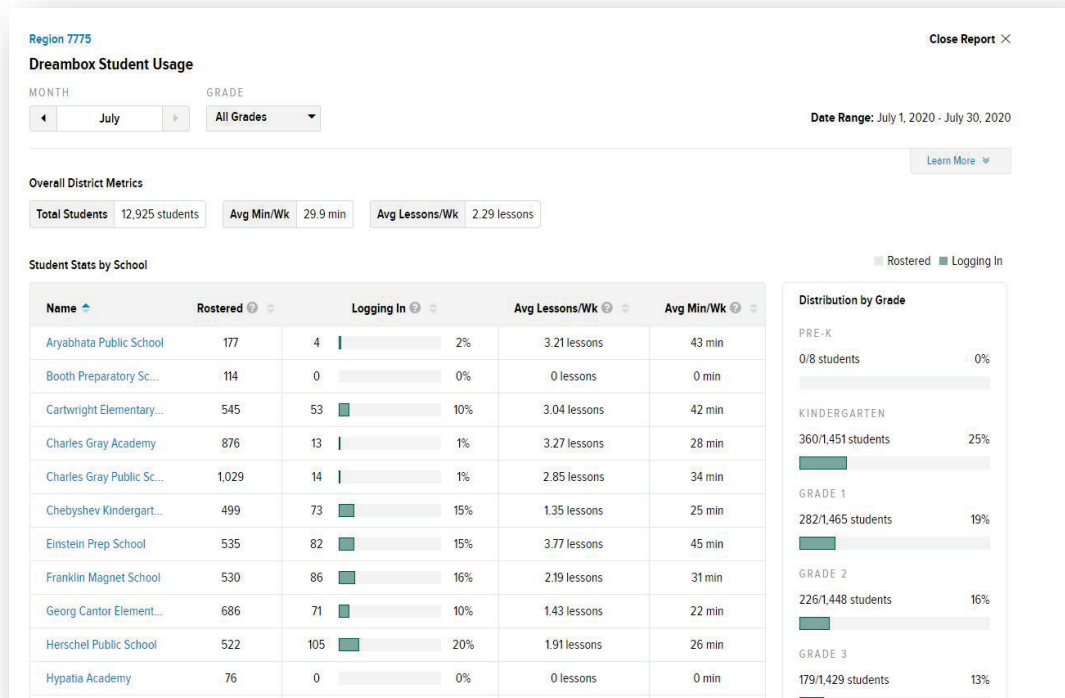 Region 7775
Close Report ×
Dreambox Student Usage
MONTH GRADE
July All Grades
Date Range: July 1, 2020 - July 30, 2020
Learn More
Overall District Metrics
Total Students 12,925 students Avg Min/Wk 29.9 min Avg Lessons/Wk 2.29 lessons
Student Stats by School
Rostered Logging In
Name Rostered ? Logging In ? Avg Lessons/Wk ? Avg Min/Wk ?
Aryabhata Public School 177 4 2% 3.21 lessons 43 min
Booth Preparatory Sc... 114 0 0% 0 lessons 0 min
Cartwright Elementary... 545 53 10% 3.04 lessons 42 min
Charles Gray Academy 876 13 1% 3.27 lessons 28 min
Charles Gray Public Sc... 1,029 14 1% 2.85 lessons 34 min
Chebyshev Kindergart... 499 73 15% 1.35 lessons 25 min
Einstein Prep School 535 82 15% 3.77 lessons 45 min
Franklin Magnet School 530 86 16% 2.19 lessons 31 min
Georg Cantor Element... 686 71 10% 1.43 lessons 22 min
Herschel Public School 522 105 20% 1.91 lessons 26 min
Hypatia Academy 76 0 0% 0 lessons 0 min
Distribution by Grade
PRE-K
0/8 students 0%
KINDERGARTEN
360/1,451 students 25%
GRADE 1
282/1,465 students 19%
GRADE 2
226/1,448 students 16%
GRADE 3
179/1,429 students 13%